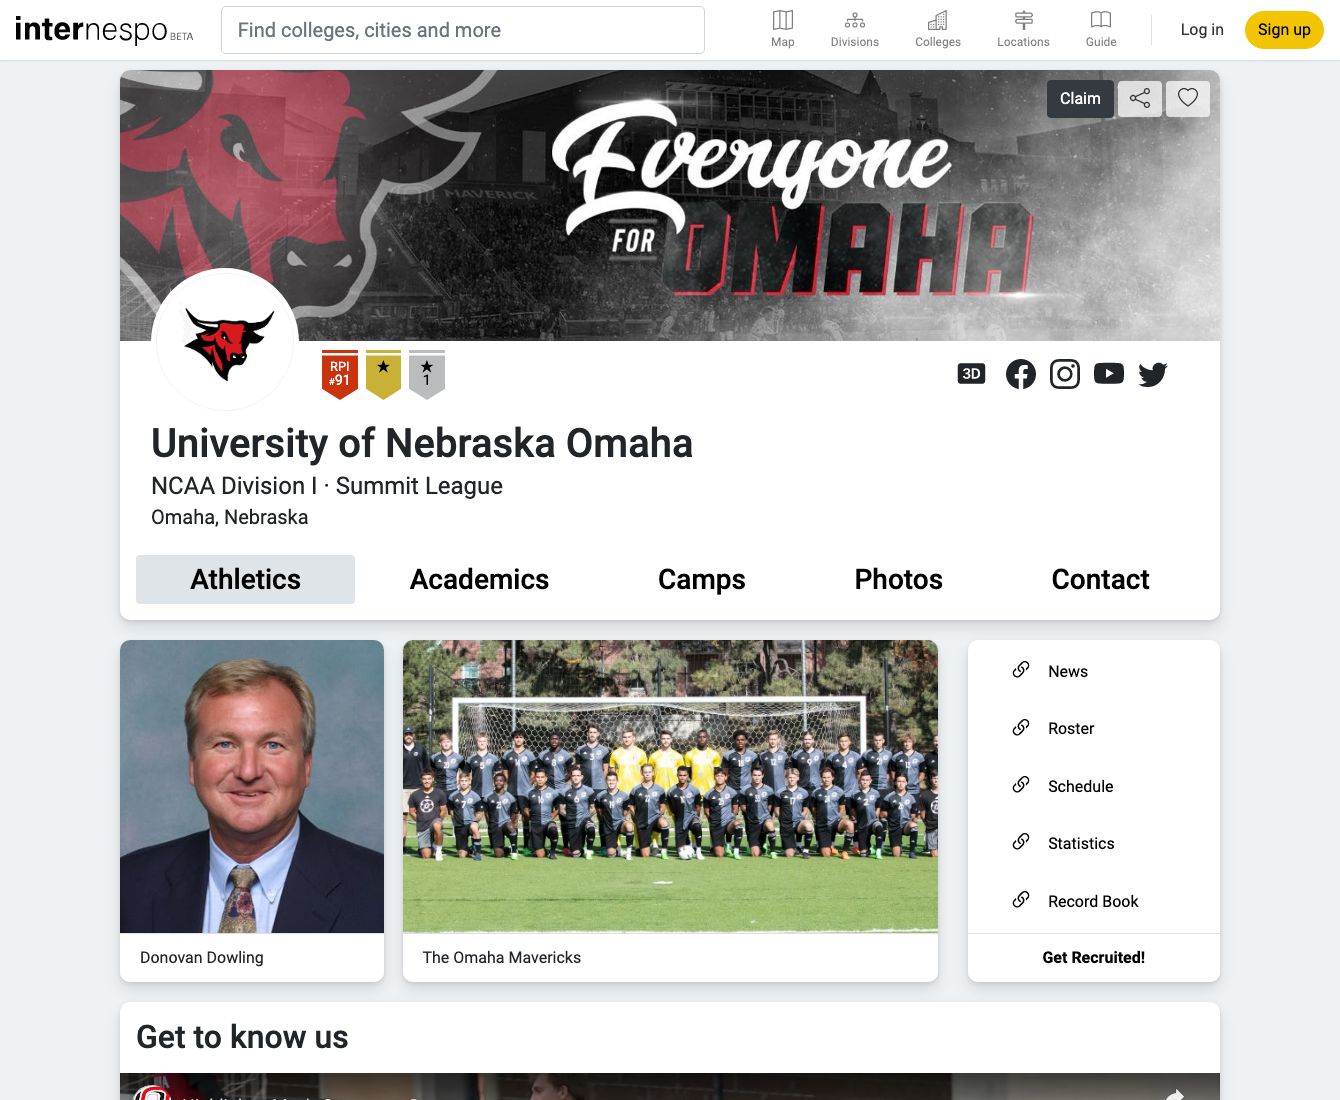 internespo BETA
Find colleges, cities and more
Map
Divisions
Colleges
Locations
Guide
Log in
Sign up
Claim
MAVERICK
Everyone
FOR OMAHA
RPI
#91
1
3D
University of Nebraska Omaha
NCAA Division I · Summit League
Omaha, Nebraska
Athletics
Academics
Camps
Photos
Contact
News
Roster
Schedule
Statistics
Record Book
Donovan Dowling
The Omaha Mavericks
Get Recruited!
Get to know us